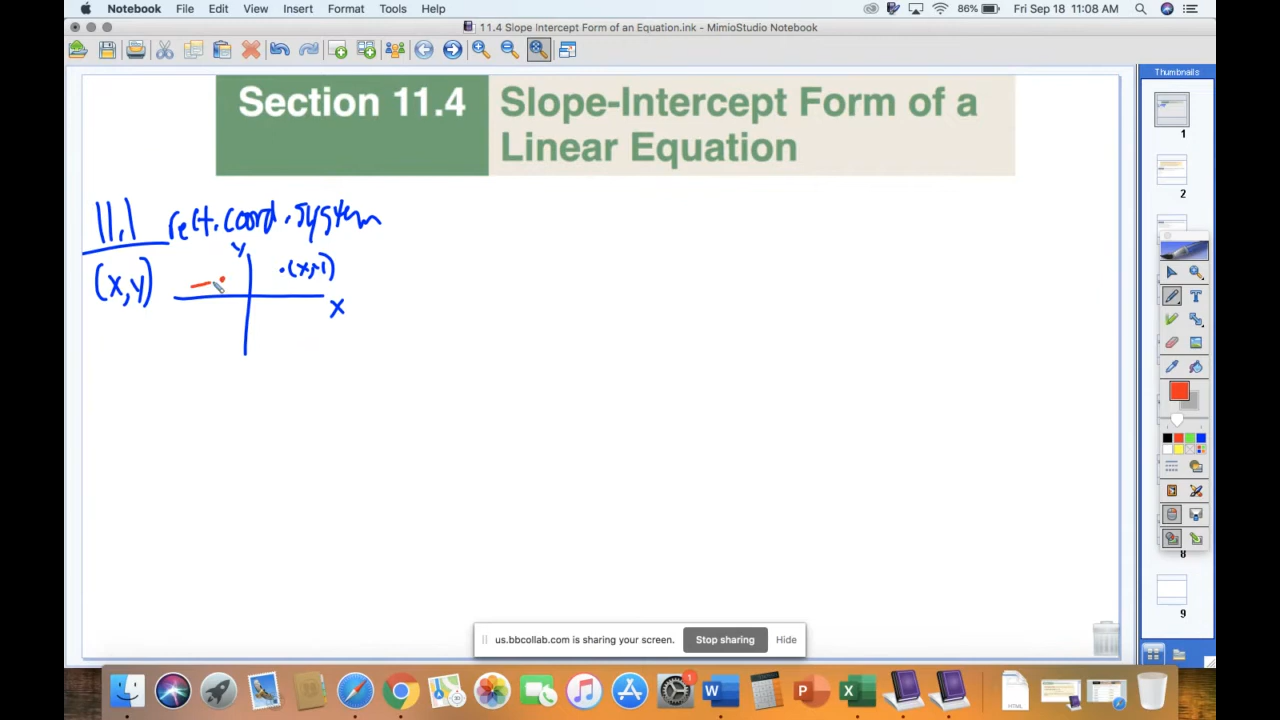 Notebook File Edit View Insert Format Tools Help 86% Fri Sep 18 11:08 AM
11.4 Slope Intercept Form of an Equation.ink - MimioStudio Notebook
Thumbnails
Section 11.4 Slope-Intercept Form of a
Linear Equation
1
2
11.1 rect. coord. system
y
(x,y)
x
8
9
us.bbcollab.com is sharing your screen. Stop sharing Hide